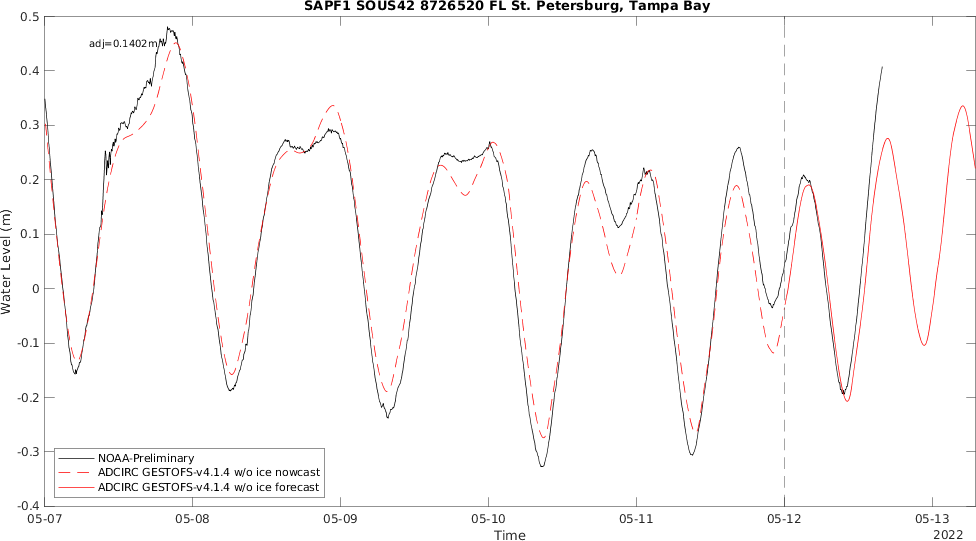 SAPF1 SOUS42 8726520 FL St. Petersburg, Tampa Bay
adj=0.1402m
Water Level (m)
0.5
0.4
0.3
0.2
0.1
0
-0.1
-0.2
-0.3
-0.4
NOAA-Preliminary
ADCIRC GESTOFS-v4.1.4 w/o ice nowcast
ADCIRC GESTOFS-v4.1.4 w/o ice forecast
05-07 05-08 05-09 05-10 05-11 05-12 05-13
Time
2022